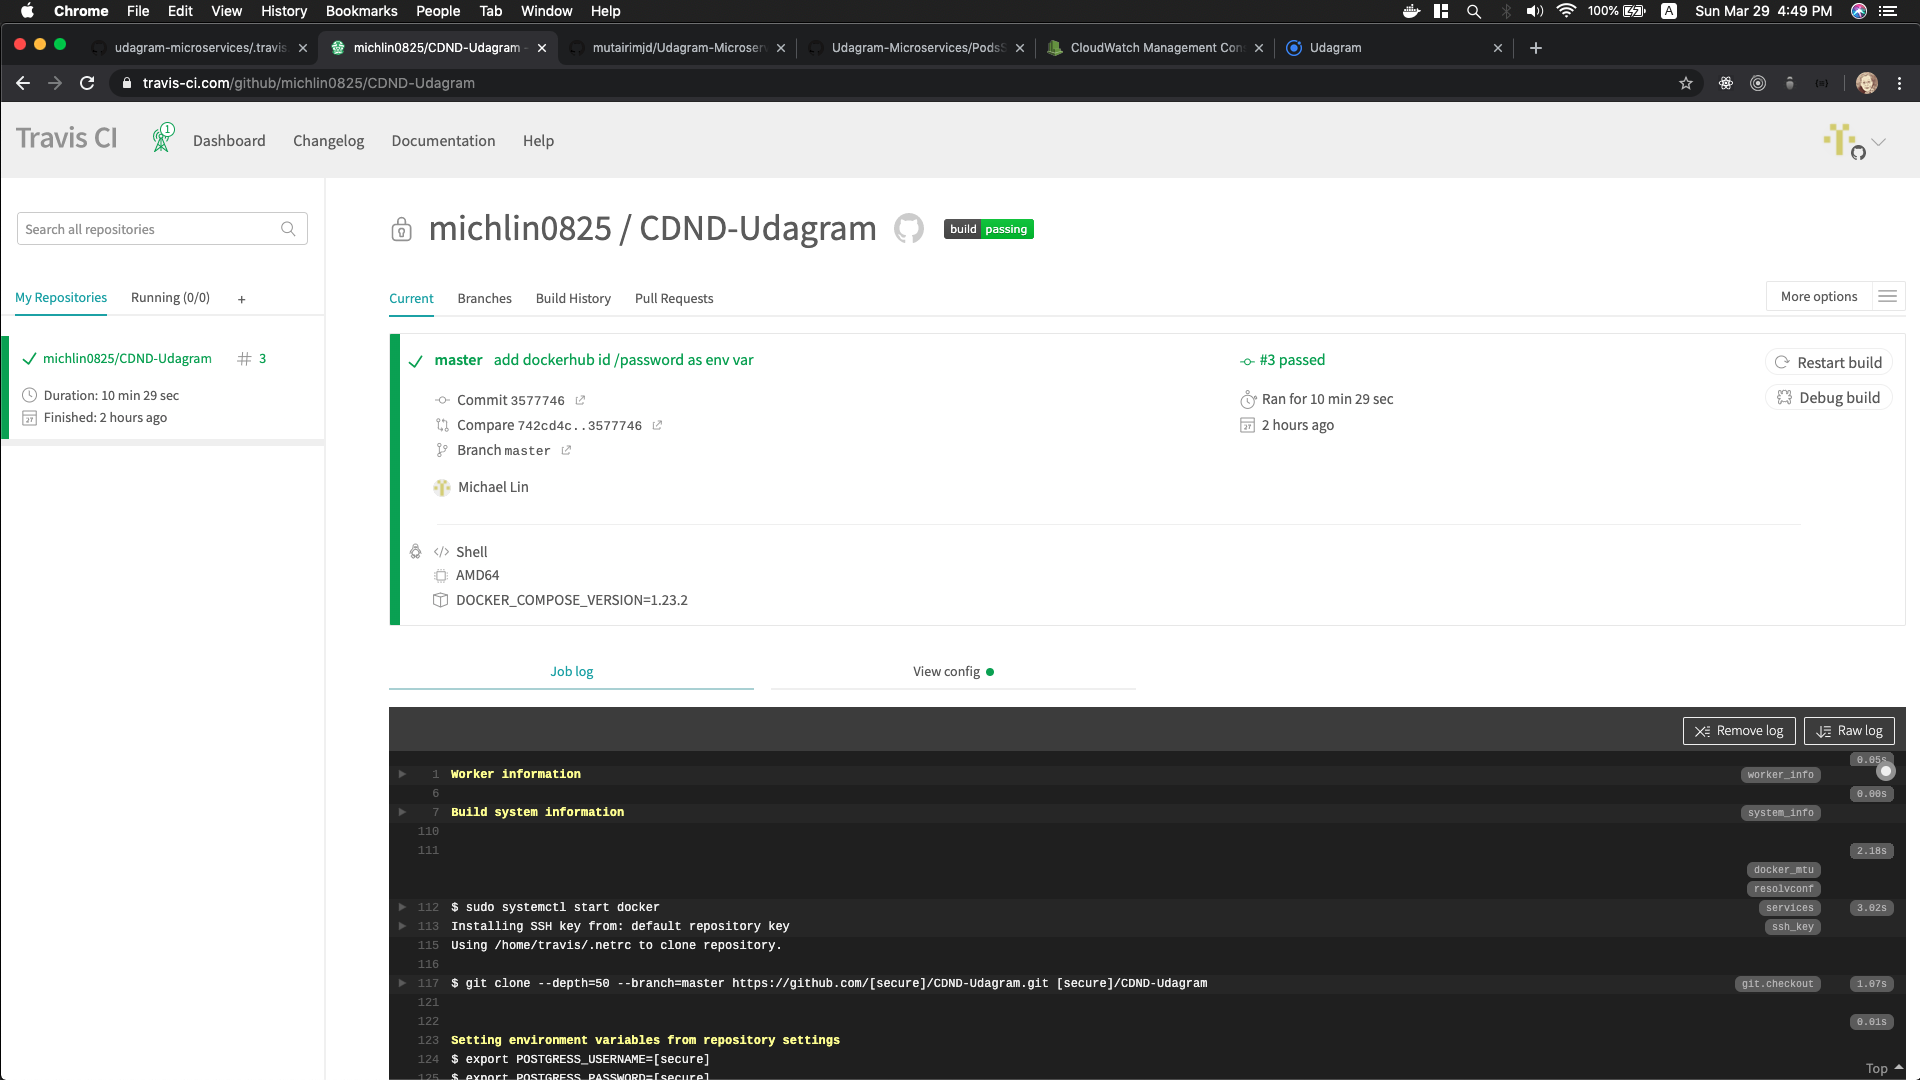 Chrome File Edit View History Bookmarks People Tab Window Help 100% A Sun Mar 29 4:49 PM
udagram-microservices/.travis. michlin0825/CDND-Udagram - mutairimjd/Udagram-Microserv Udagram-Microservices/PodsS CloudWatch Management Con Udagram
travis-ci.com/github/michlin0825/CDND-Udagram
Travis CI 1 Dashboard Changelog Documentation Help
Search all repositories
michlin0825 / CDND-Udagram build passing
My Repositories Running (0/0) +
Current Branches Build History Pull Requests More options
michlin0825/CDND-Udagram # 3
Duration: 10 min 29 sec
Finished: 2 hours ago
master add dockerhub id /password as env var #3 passed Restart build
Commit 3577746 Ran for 10 min 29 sec Debug build
Compare 742cd4c..3577746 2 hours ago
Branch master
Michael Lin
</> Shell
AMD64
DOCKER_COMPOSE_VERSION=1.23.2
Job log View config
Remove log Raw log
0.05s
1 Worker information worker_info
6 0.00s
7 Build system information system_info
110
111 2.18s
docker_mtu
resolvconf
112 $ sudo systemctl start docker services 3.02s
113 Installing SSH key from: default repository key ssh_key
115 Using /home/travis/.netrc to clone repository.
116
117 $ git clone --depth=50 --branch=master https://github.com/[secure]/CDND-Udagram.git [secure]/CDND-Udagram git.checkout 1.07s
121
122 0.01s
123 Setting environment variables from repository settings
124 $ export POSTGRESS_USERNAME=[secure]
125 $ export POSTGRESS_PASSWORD=[secure]
Top